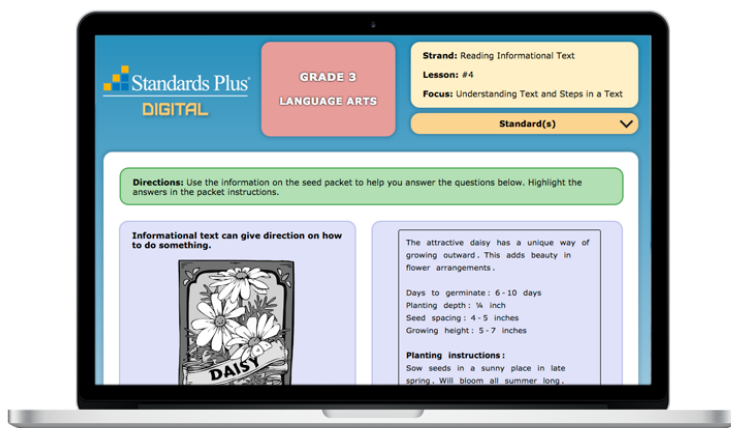 Standards Plus®
DIGITAL
GRADE 3
LANGUAGE ARTS
Strand: Reading Informational Text
Lesson: #4
Focus: Understanding Text and Steps in a Text
Standard(s)
Directions: Use the information on the seed packet to help you answer the questions below. Highlight the
answers in the packet instructions.
Informational text can give direction on how
to do something.
DAISY
The attractive daisy has a unique way of
growing outward. This adds beauty in
flower arrangements.
Days to germinate: 6-10 days
Planting depth: ¼ inch
Seed spacing: 4-5 inches
Growing height: 5-7 inches
Planting instructions:
Sow seeds in a sunny place in late
spring. Will bloom all summer long.